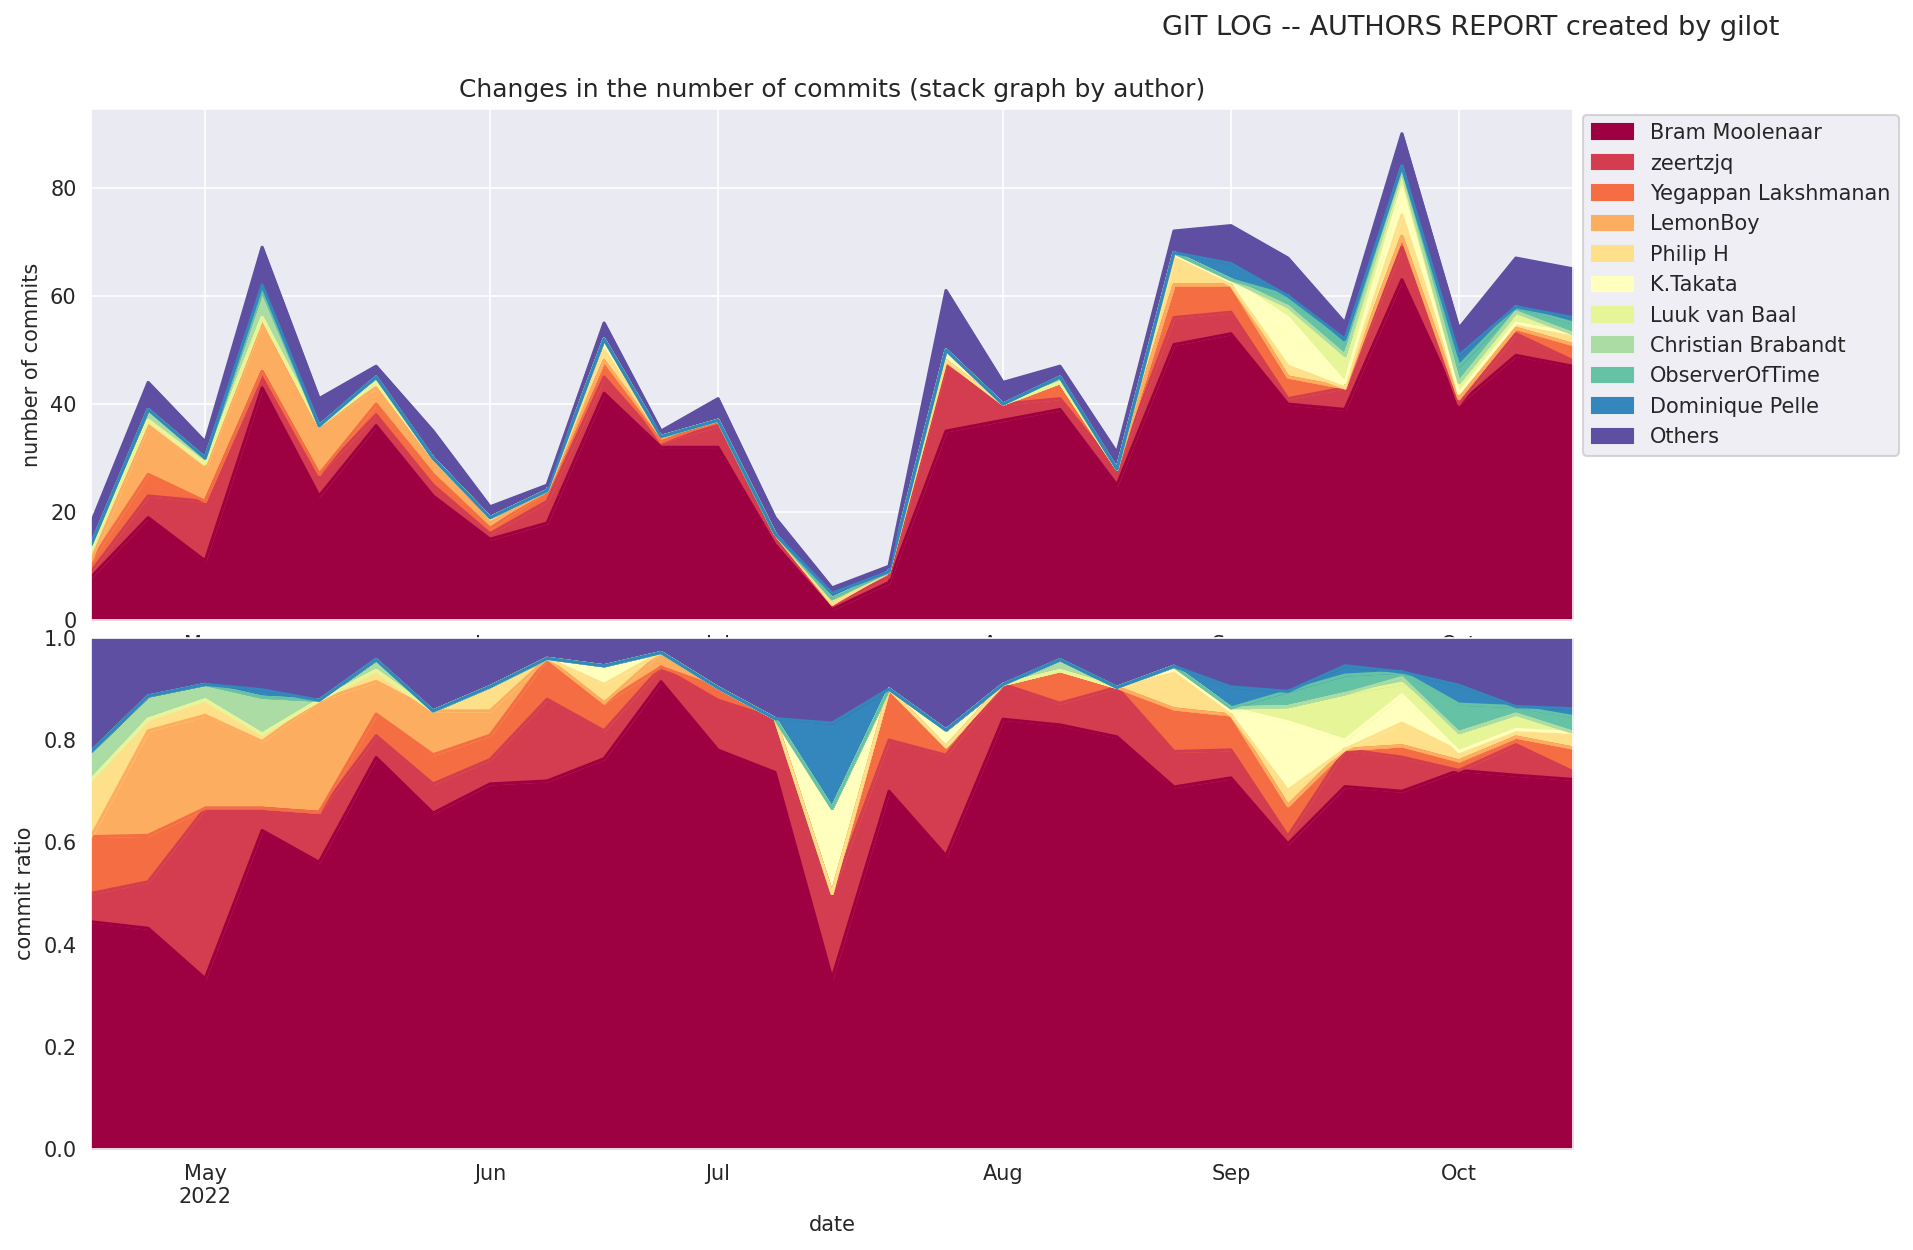 GIT LOG -- AUTHORS REPORT created by gilot
Changes in the number of commits (stack graph by author)
number of commits
80
60
40
20
0
Bram Moolenaar
zeertzjq
Yegappan Lakshmanan
LemonBoy
Philip H
K.Takata
Luuk van Baal
Christian Brabandt
ObserverOfTime
Dominique Pelle
Others
commit ratio
1.0
0.8
0.6
0.4
0.2
0.0
May Jun Jul Aug Sep Oct
2022
date